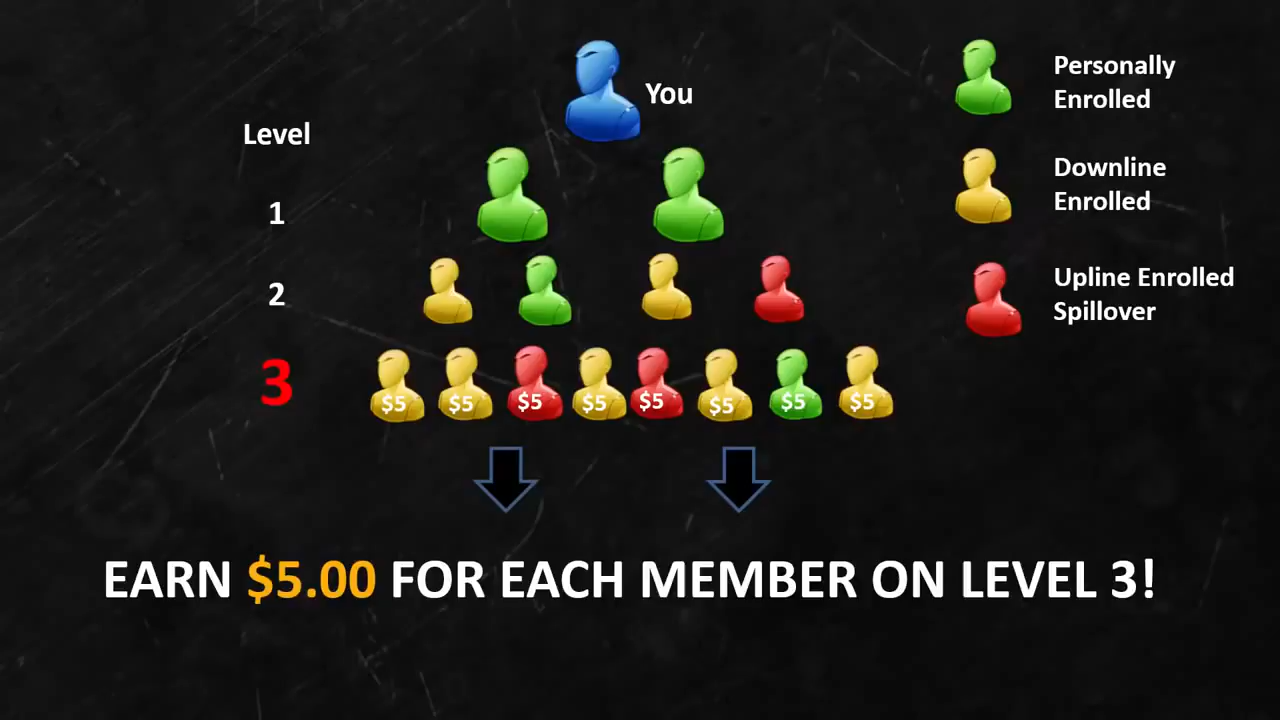 You
Level
1
2
3
Personally
Enrolled
Downline
Enrolled
Upline Enrolled
Spillover
$5 $5 $5 $5 $5 $5 $5 $5
EARN $5.00 FOR EACH MEMBER ON LEVEL 3!